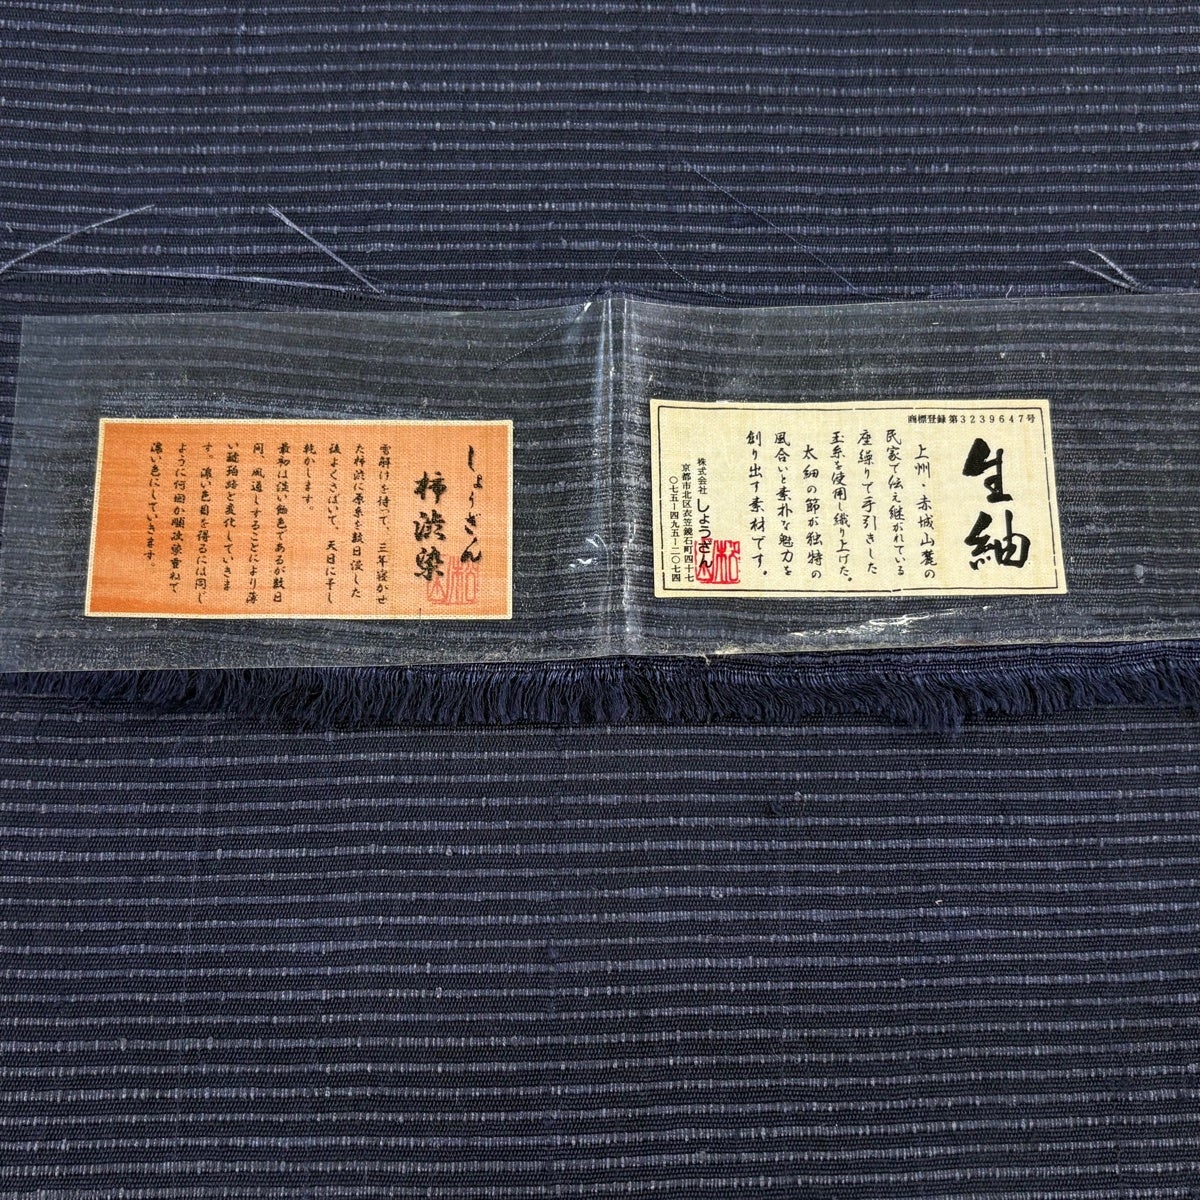 商標登録 第3239647号
生紬
上州・赤城山麓の
民家で伝え継がれている
座繰りで手引きした
玉糸を使用し織り上げた。
太細の節が独特の
風合いと素朴な魅力を
創り出す素材です。
株式会社 しょうざん
京都市北区衣笠鏡石町四十七
〇七五―四九五―二〇七四
しょうざん
柿渋染
雪解けを待って、三年寝かせ
た柿渋に原糸を数日浸した
後よくさばいて、天日に干し
乾かします。
最初は淡い飴色であるが数日
間、風通しすることにより薄
い琥珀色と変化していきま
す。濃い色目を得るには同じ
ように何回か順次染重ねて
濃い色にしていきます